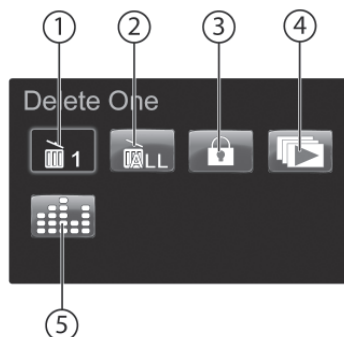 ① ② ③ ④
Delete One
1 ALL
⑤